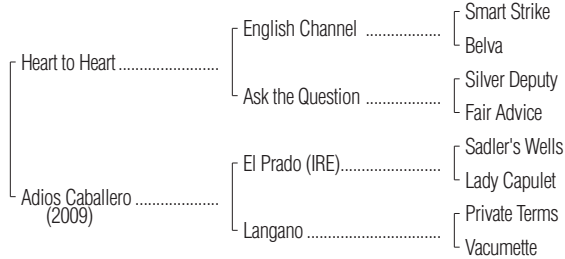 Smart Strike
English Channel ..................
Belva
Heart to Heart ........................
Silver Deputy
Ask the Question ..................
Fair Advice
Sadler's Wells
El Prado (IRE)........................
Lady Capulet
Adios Caballero ....................
(2009)
Private Terms
Langano ................................
Vacumette